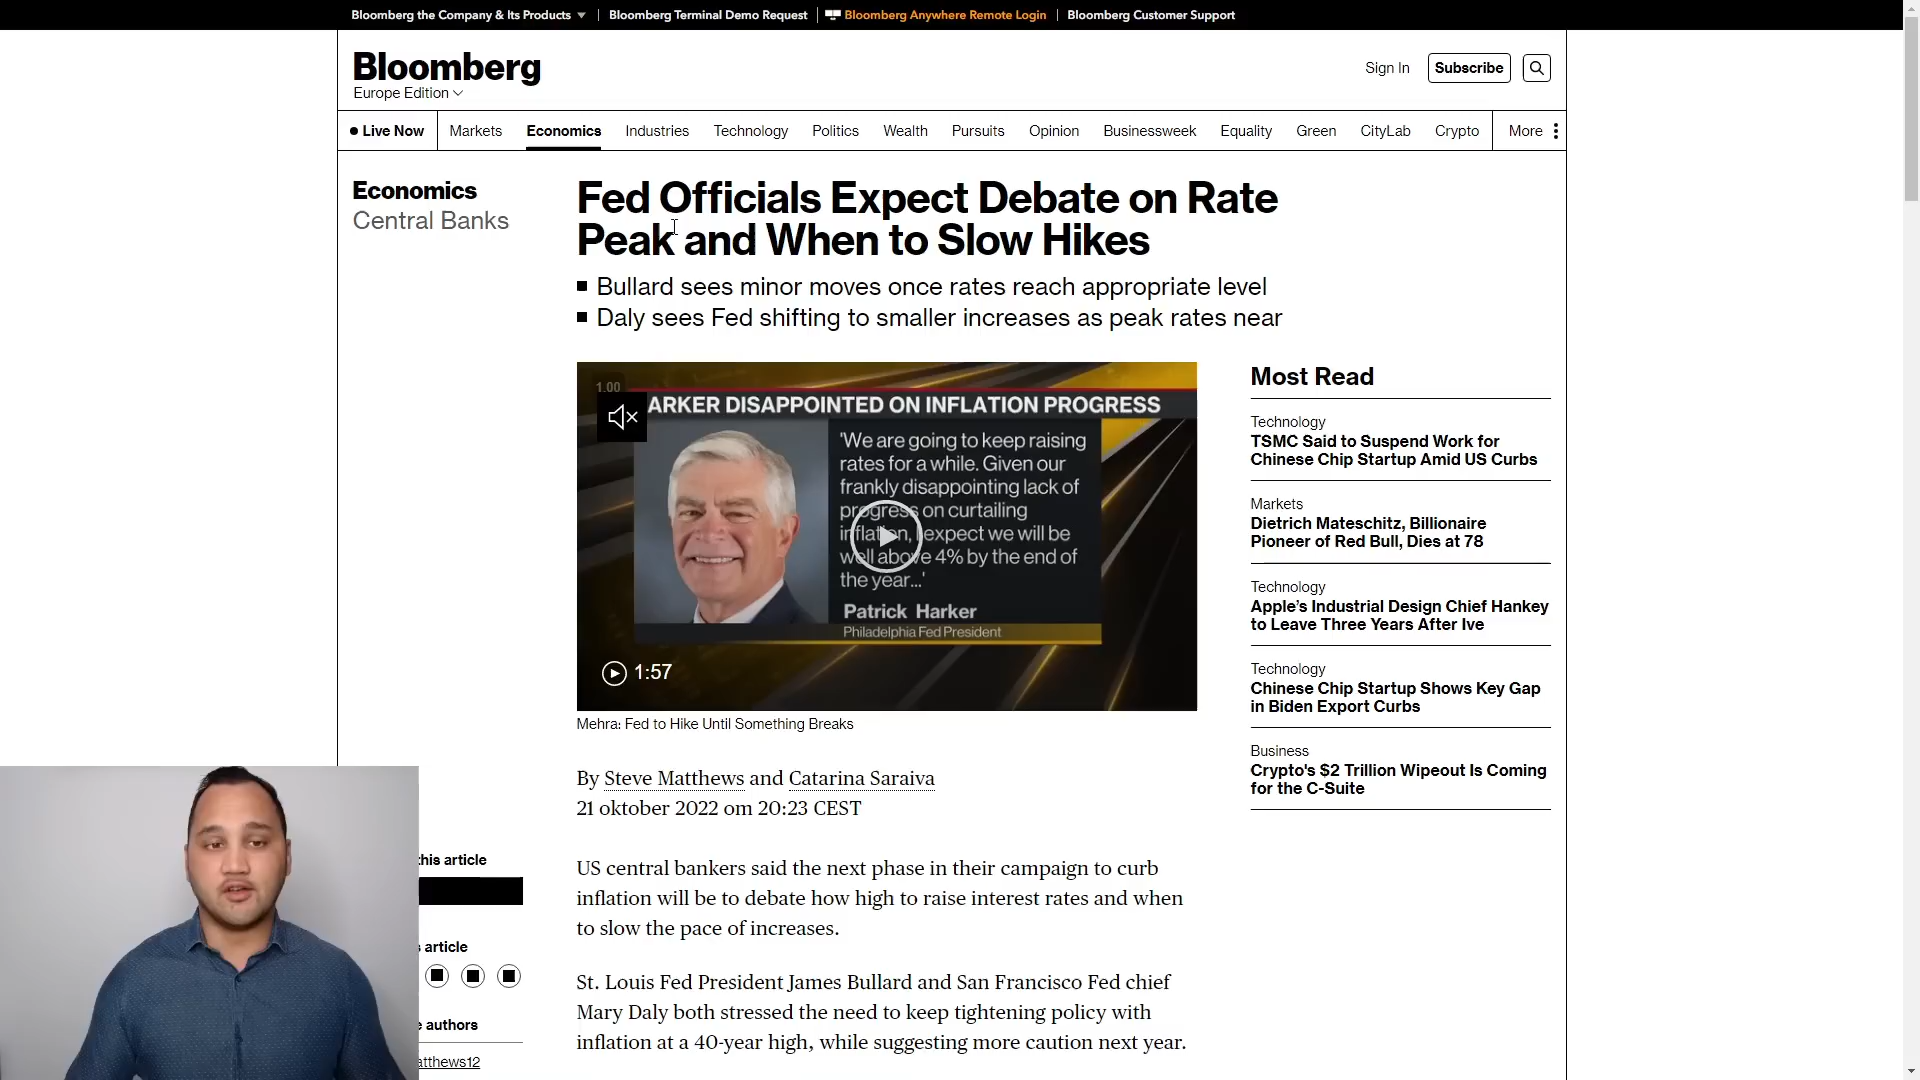 Bloomberg the Company & Its Products
Bloomberg Terminal Demo Request
Bloomberg Anywhere Remote Login
Bloomberg Customer Support
Bloomberg
Europe Edition
Sign In
Subscribe
Live Now
Markets
Economics
Industries
Technology
Politics
Wealth
Pursuits
Opinion
Businessweek
Equality
Green
CityLab
Crypto
More
Economics
Central Banks
Fed Officials Expect Debate on Rate
Peak and When to Slow Hikes
Bullard sees minor moves once rates reach appropriate level
Daly sees Fed shifting to smaller increases as peak rates near
1.00
ARKER DISAPPOINTED ON INFLATION PROGRESS
'We are going to keep raising
rates for a while. Given our
frankly disappointing lack of
progress on curtailing
inflation, I expect we will be
well above 4% by the end of
the year...'
Patrick Harker
Philadelphia Fed President
1:57
Mehra: Fed to Hike Until Something Breaks
By Steve Matthews and Catarina Saraiva
21 oktober 2022 om 20:23 CEST
US central bankers said the next phase in their campaign to curb
inflation will be to debate how high to raise interest rates and when
to slow the pace of increases.
St. Louis Fed President James Bullard and San Francisco Fed chief
Mary Daly both stressed the need to keep tightening policy with
inflation at a 40-year high, while suggesting more caution next year.
Most Read
Technology
TSMC Said to Suspend Work for
Chinese Chip Startup Amid US Curbs
Markets
Dietrich Mateschitz, Billionaire
Pioneer of Red Bull, Dies at 78
Technology
Apple's Industrial Design Chief Hankey
to Leave Three Years After Ive
Technology
Chinese Chip Startup Shows Key Gap
in Biden Export Curbs
Business
Crypto's $2 Trillion Wipeout Is Coming
for the C-Suite
this article
s article
e authors
atthews12